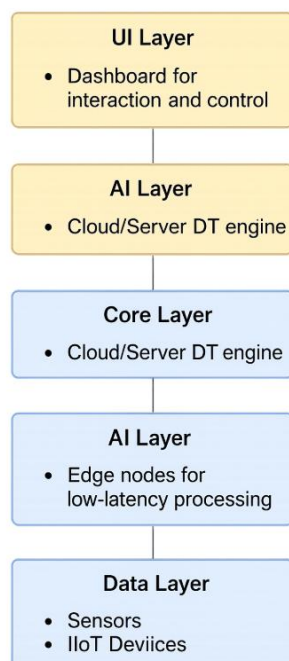 UI Layer
• Dashboard for
interaction and control
AI Layer
• Cloud/Server DT engine
Core Layer
• Cloud/Server DT engine
AI Layer
• Edge nodes for
low-latency processing
Data Layer
• Sensors
• IIoT Deviices